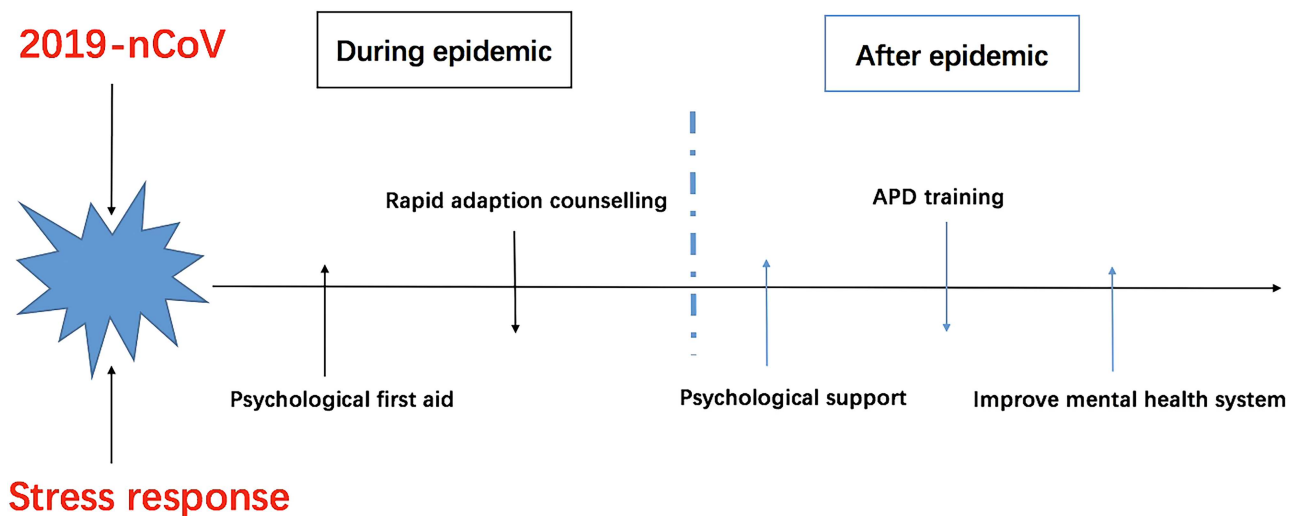 2019-nCoV
During epidemic
After epidemic
Rapid adaption counselling
APD training
Psychological first aid
Psychological support
Improve mental health system
Stress response